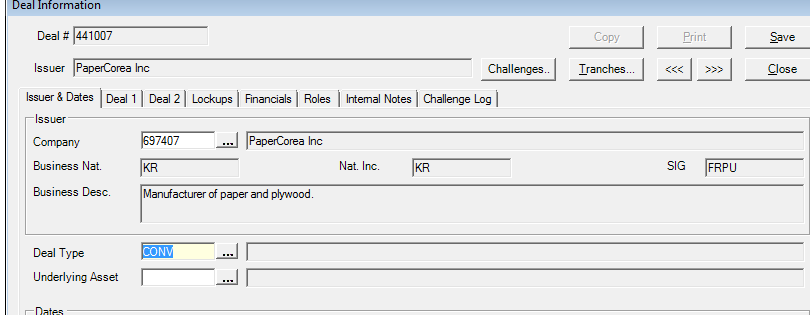 Deal Information
Deal # 441007 Copy Print Save
Issuer PaperCorea Inc Challenges.. Tranches... <<< >>> Close
Issuer & Dates Deal 1 Deal 2 Lockups Financials Roles Internal Notes Challenge Log
Issuer
Company 697407 ... PaperCorea Inc
Business Nat. KR Nat. Inc. KR SIG FRPU
Business Desc. Manufacturer of paper and plywood.
Deal Type CONV ...
Underlying Asset ...
Dates